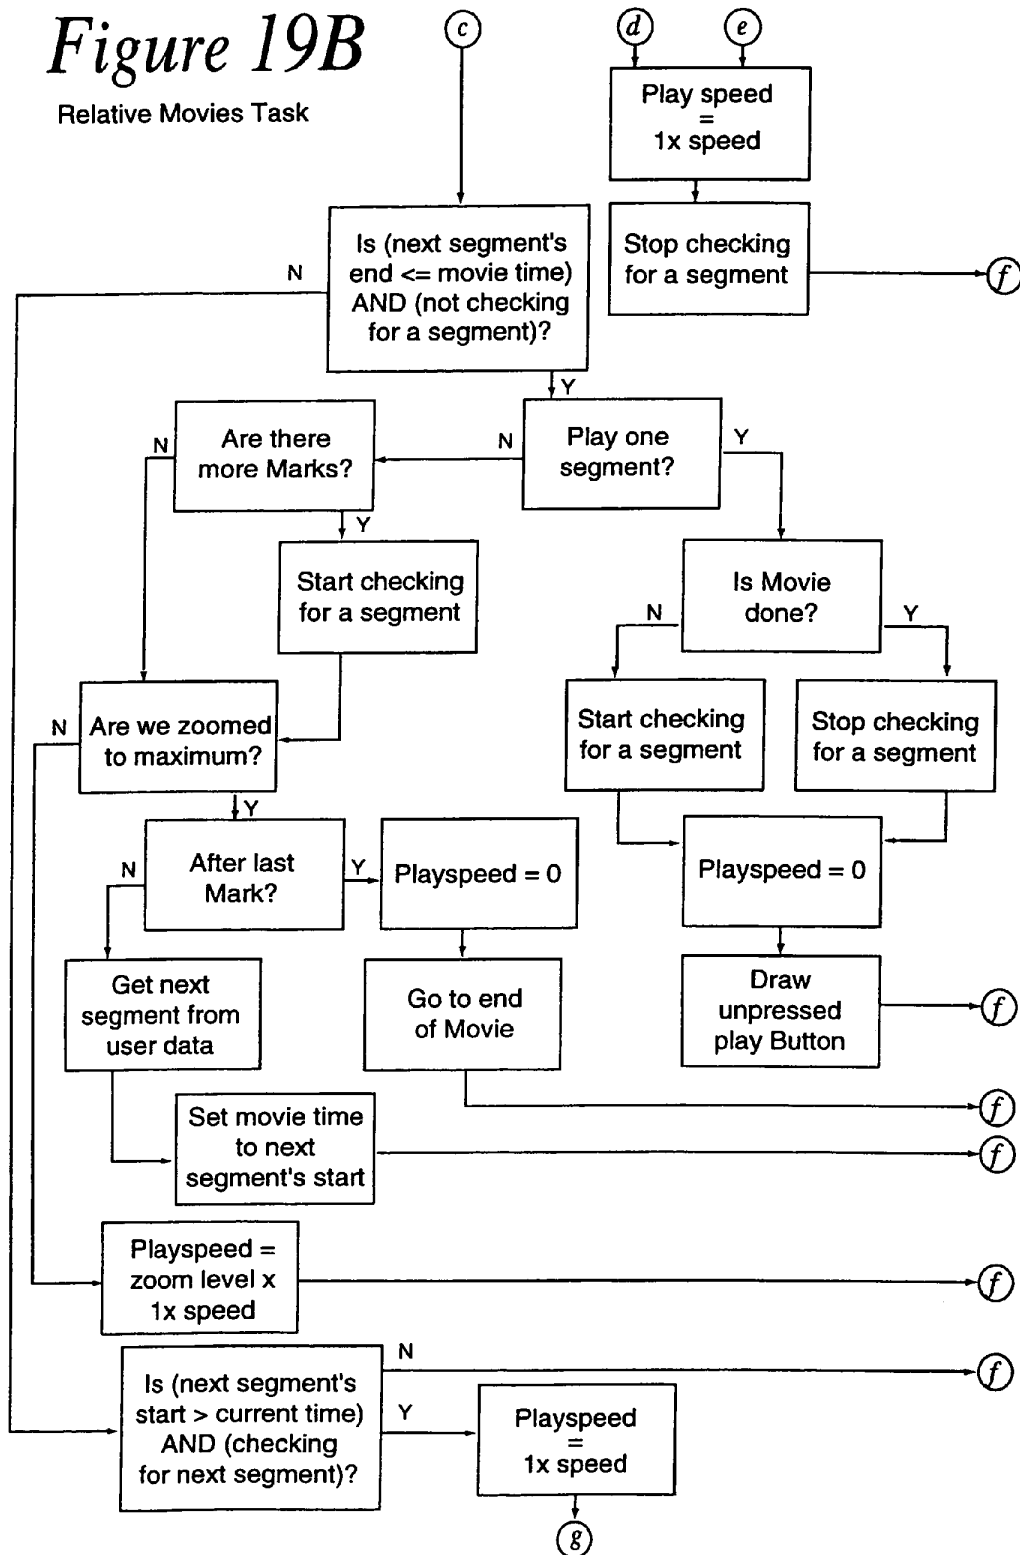 Figure 19B
Relative Movies Task
c
d
e
Play speed
=
1x speed
Stop checking
for a segment
f
Is (next segment's
end <= movie time)
AND (not checking
for a segment)?
N
Y
Play one
segment?
N
Y
Are there
more Marks?
N
Y
Start checking
for a segment
Is Movie
done?
N
Y
Start checking
for a segment
Stop checking
for a segment
Are we zoomed
to maximum?
N
Y
After last
Mark?
N
Y
Playspeed = 0
Playspeed = 0
Get next
segment from
user data
Go to end
of Movie
Draw
unpressed
play Button
f
f
Set movie time
to next
segment's start
f
Playspeed =
zoom level x
1x speed
f
Is (next segment's
start > current time)
AND (checking
for next segment)?
N
f
Y
Playspeed
=
1x speed
g